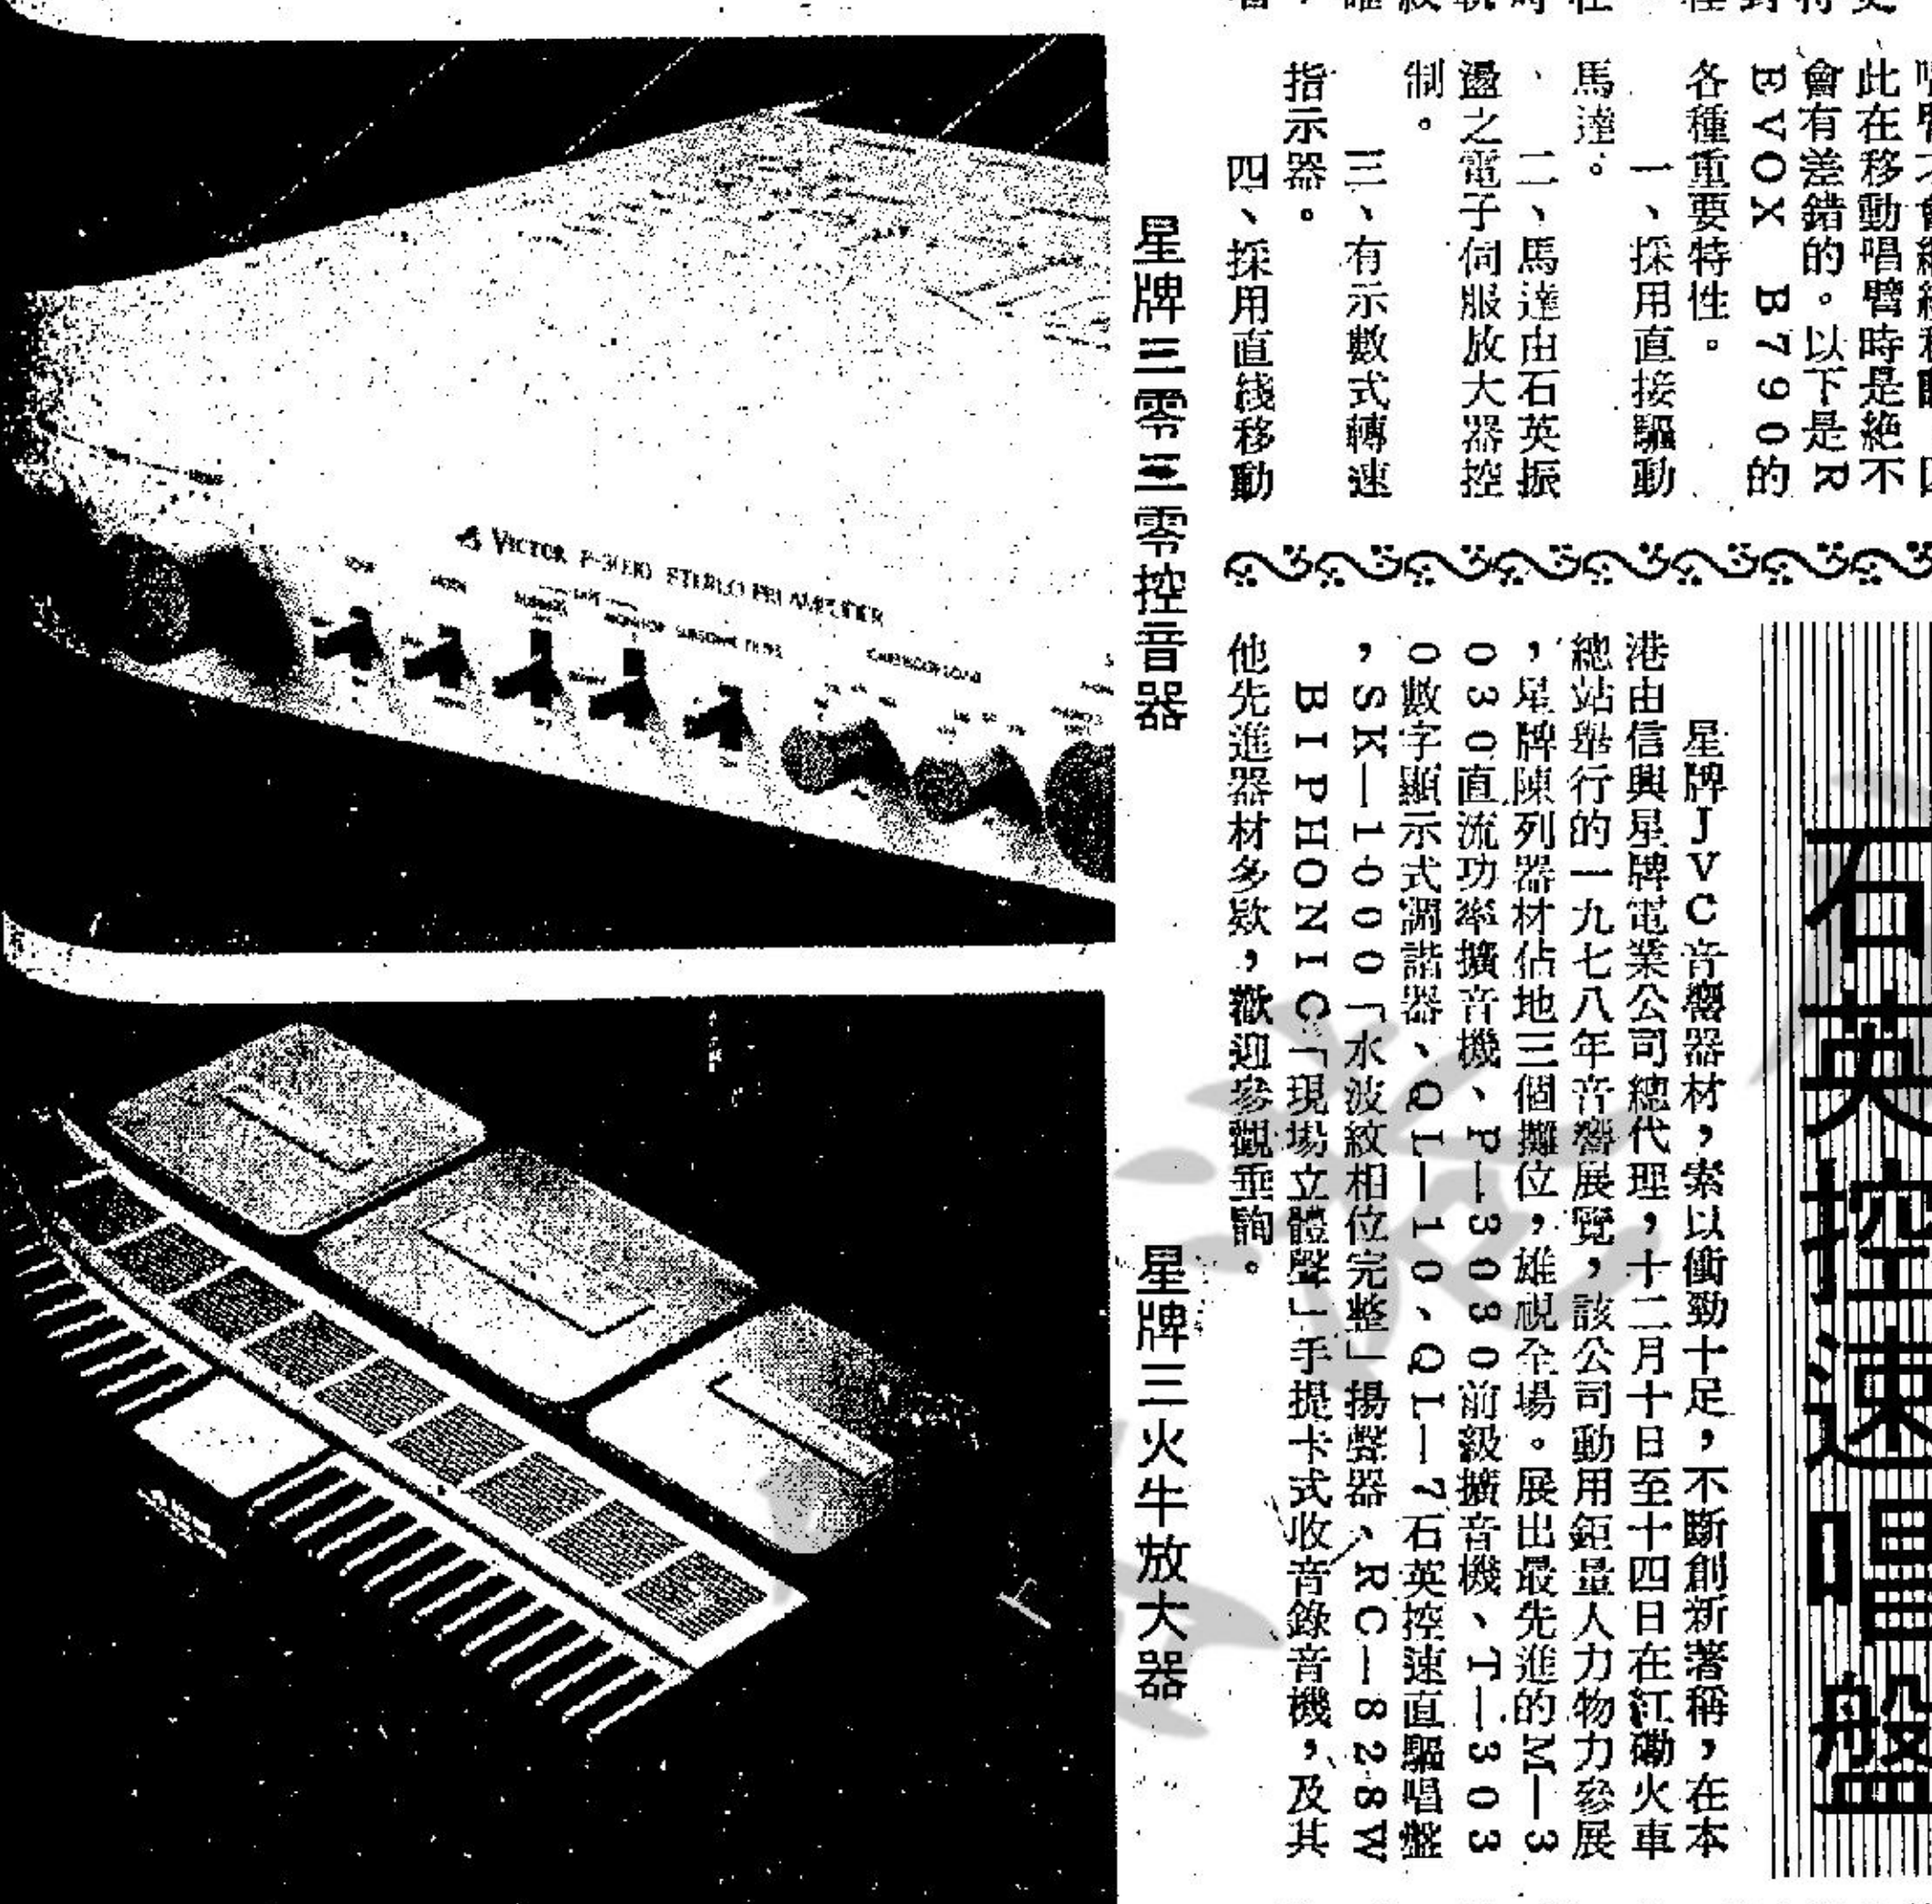 此在移動唱臂時是絶不
會有差錯的。以下是R
EVOX B790的
各種重要特性。
一、採用直接驅動
馬達。
二、馬達由石英振
盪之電子伺服放大器控
制。
三、有示數式轉速
指示器。
四、採用直綫移動
星牌三零三零控音器
VICTOR
石英控速唱盤
星牌JVC音響器材，素以衝勁十足，不斷創新著稱，在本
港由信興星牌電業公司總代理，十二月十日至十四日在紅磡火車
總站舉行的一九七八年音響展覽，該公司動用鉅量人力物力參展
，星牌陳列器材佔地三個攤位，雄視全場。展出最先進的M—3
030直流功率擴音機、P—3030前級擴音機、T—303
0數字顯示式調諧器、QL—10、QL—7石英控速直驅唱盤
，SK—1000「水波紋相位完整」揚聲器、RC—828W
BIPHONIC「現場立體聲」手提卡式收音錄音機，及其
他先進器材多欵，歡迎參觀垂詢。
星牌三火牛放大器